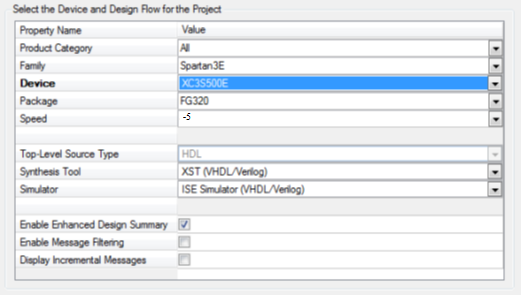 Select the Device and Design Flow for the Project
Property Name Value
Product Category All
Family Spartan3E
Device XC3S500E
Package FG320
Speed -5
Top-Level Source Type HDL
Synthesis Tool XST (VHDL/Verilog)
Simulator ISE Simulator (VHDL/Verilog)
Enable Enhanced Design Summary
Enable Message Filtering
Display Incremental Messages